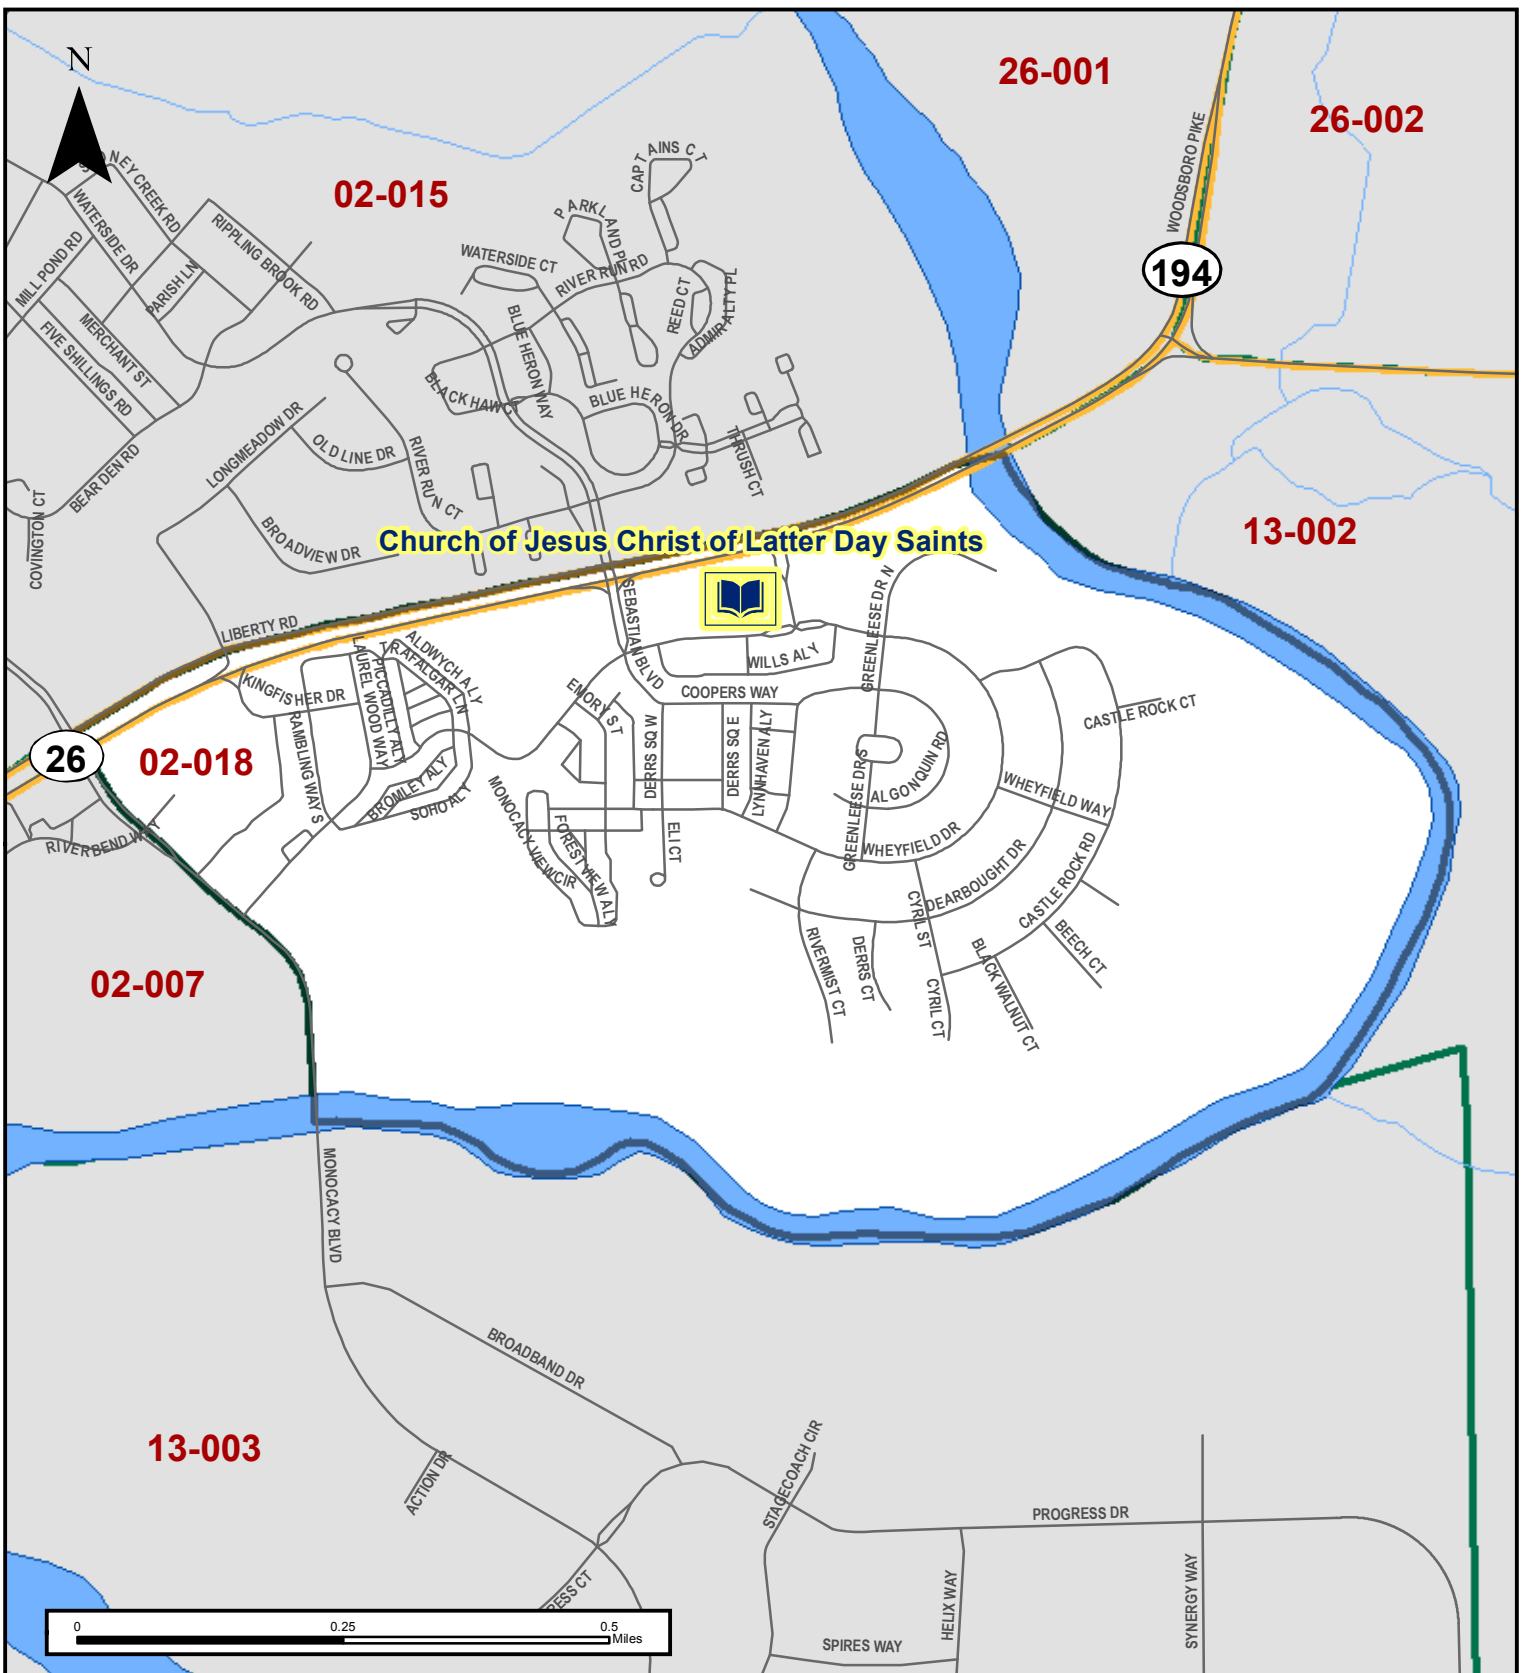 N
26-001
26-002
WOODSBORO PIKE
194
02-015
CAPTAINS CT
PARKLAND PL
NEY CREEK RD
WATERSIDE DR
RIPPLING BROOK RD
MILL POND RD
PARISH LN
MERCHANT ST
FIVE SHILLINGS RD
WATERSIDE CT
RIVER RUN RD
REED CT
ADMIRALTY PL
BLUE HERON WAY
BLACK HAW CT
BLUE HERON DR
THRUSH CT
LONGMEADOW DR
OLD LINE DR
RIVER RUN CT
BEAR DEN RD
BROADVIEW DR
COVINGTON CT
13-002
Church of Jesus Christ of Latter Day Saints
LIBERTY RD
SEBASTIAN BLVD
GREENLEESE DR N
WILLS ALY
COOPERS WAY
ALDWYCH ALY
TRAFALGAR LN
PICCADILLY ALY
LAUREL WOOD WAY
KINGFISHER DR
RAMBLING WAY S
EMORY ST
DERRS SQ W
DERRS SQ E
LYNNHAVEN ALY
CASTLE ROCK CT
26
02-018
BROMLEY ALY
SOHO ALY
MONOCACY VIEW CIR
FOREST VIEW ALY
ELI CT
GREENLEESE DR S
ALGONQUIN RD
WHEYFIELD WAY
WHEYFIELD DR
DEARBOUGHT DR
CASTLE ROCK RD
RIVERBEND WAY
CYRIL ST
BEECH CT
RIVERMIST CT
DERRS CT
CYRIL CT
BLACK WALNUT CT
02-007
MONOCACY BLVD
BROADBAND DR
13-003
ACTION DR
STAGECOACH CIR
PROGRESS DR
RESS CT
HELIX WAY
SYNERGY WAY
SPIRES WAY
0 0.25 0.5
Miles